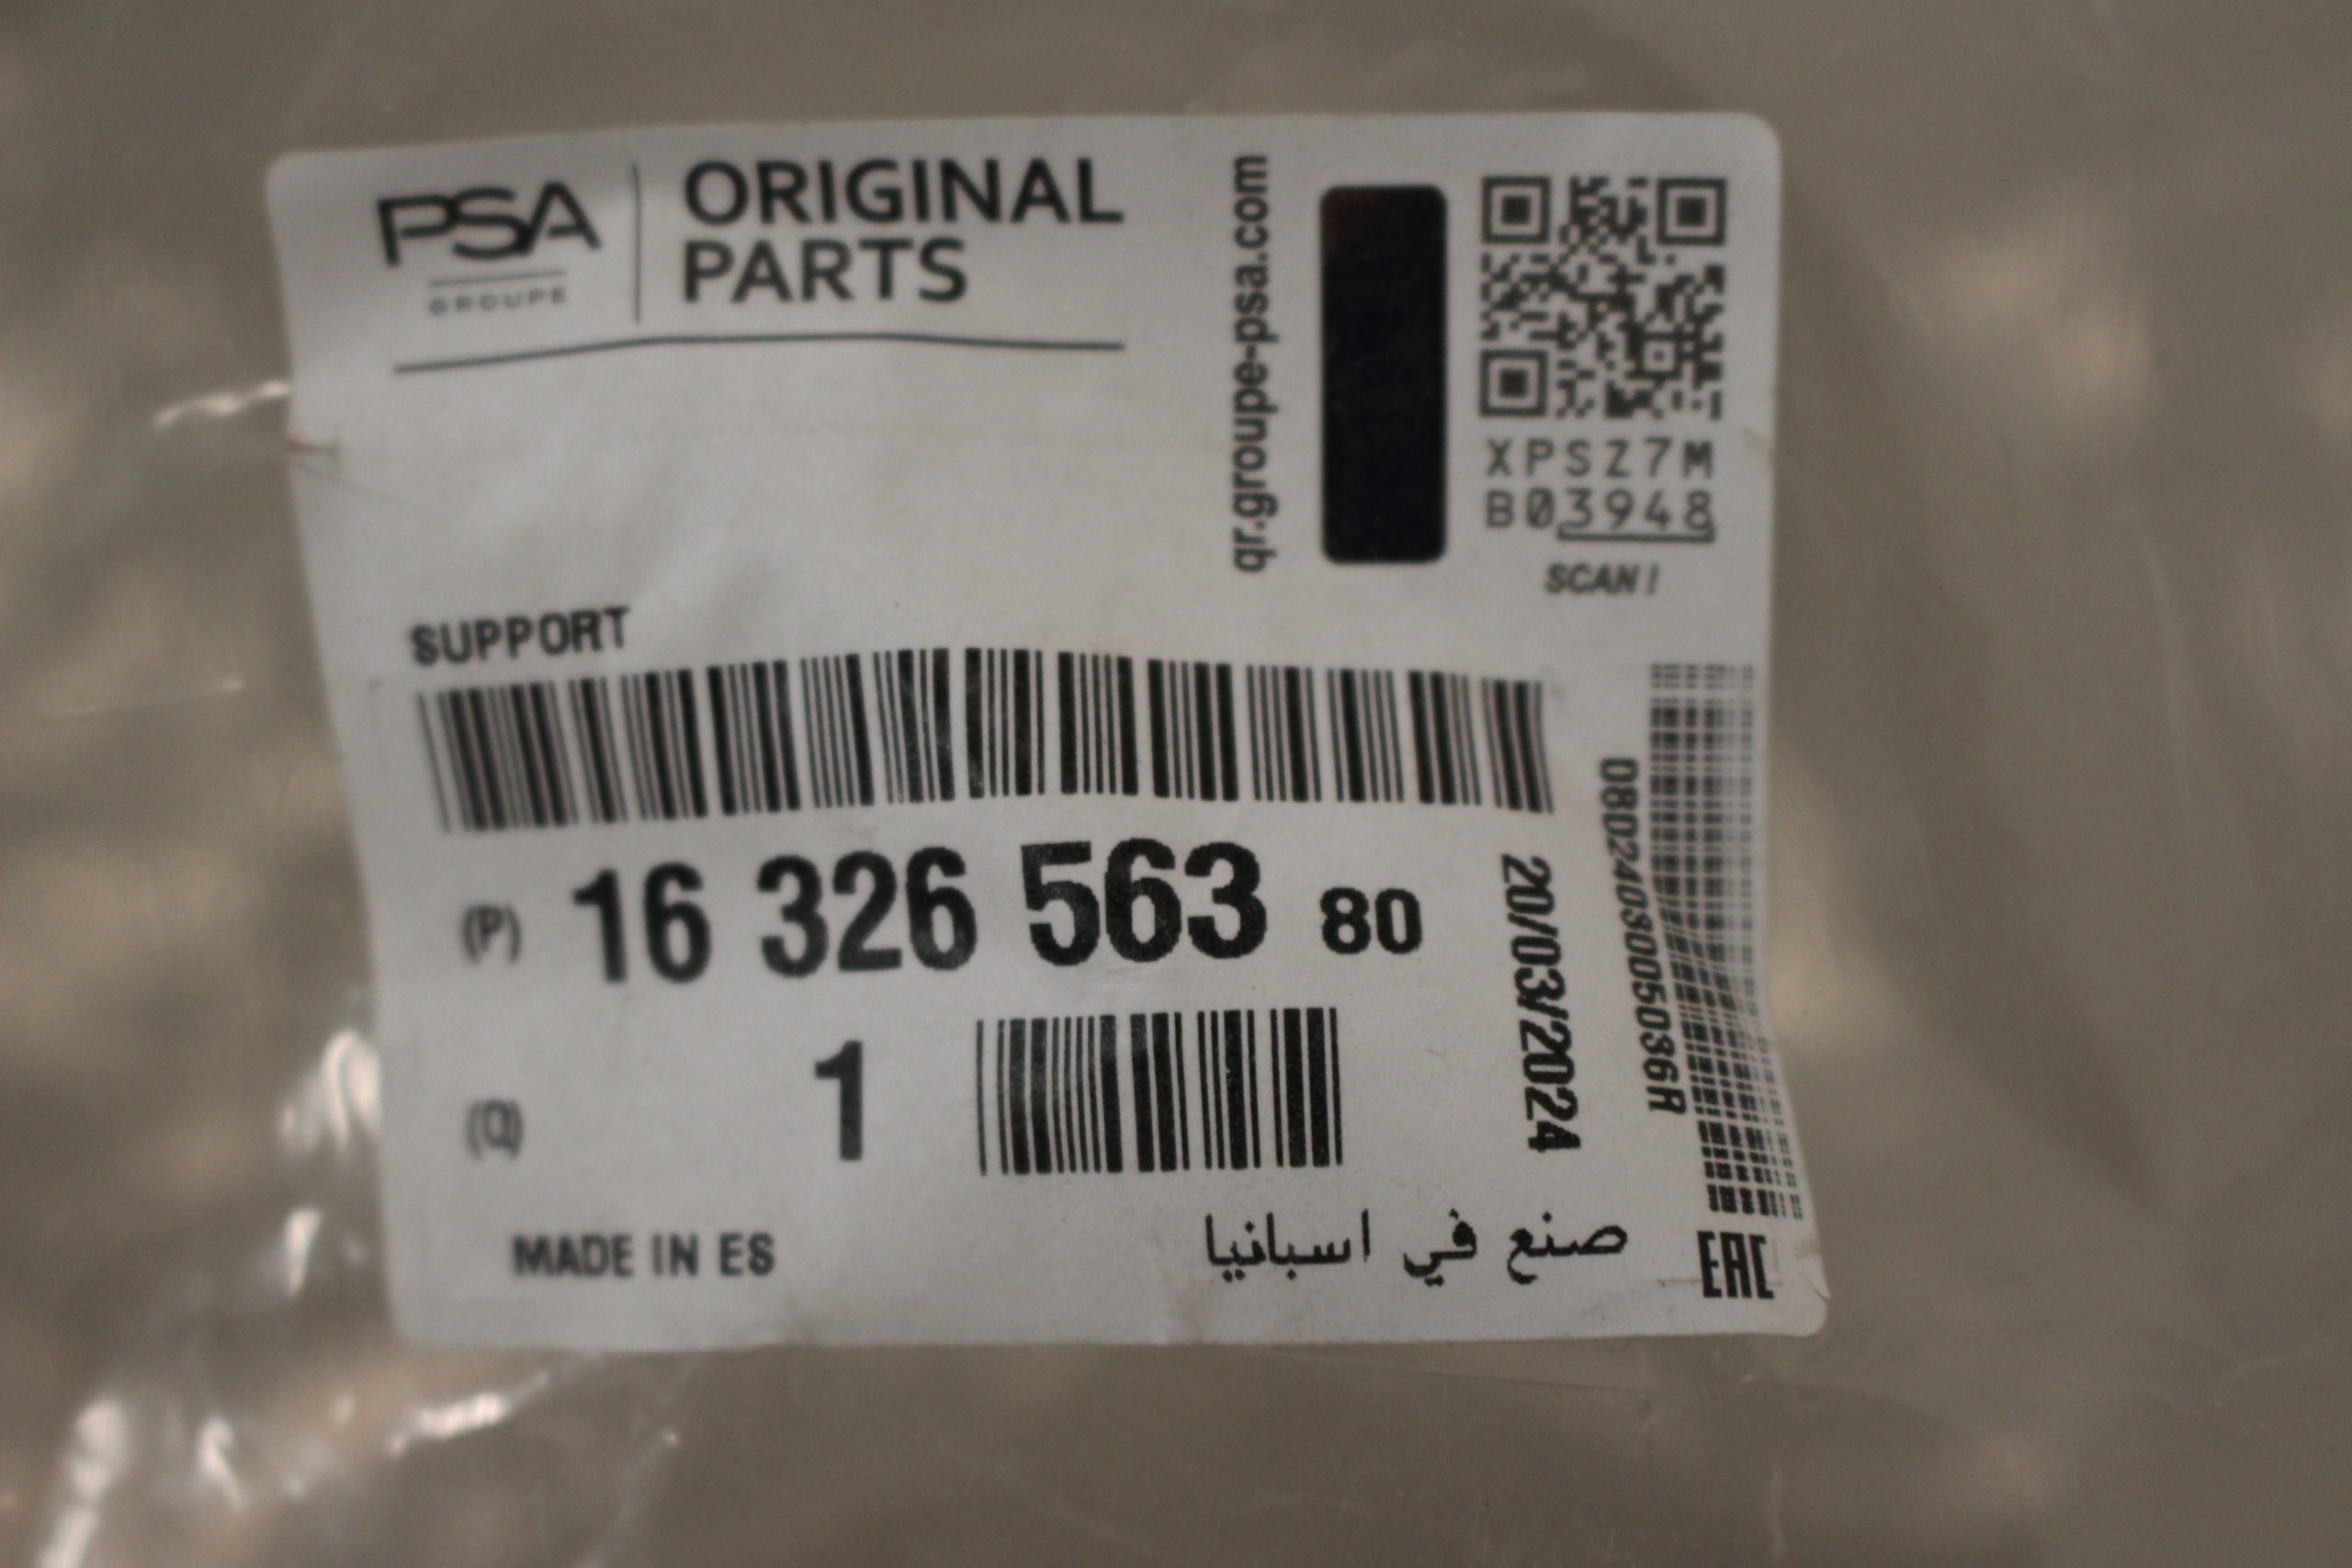 PSA
GROUPE
ORIGINAL
PARTS
qr.groupe-psa.com
XPSZ7M
B03948
SCAN!
SUPPORT
(P) 16 326 563 80
(Q) 1
20/03/2024
0802408005036R
MADE IN ES
صنع في اسبانيا
EAC